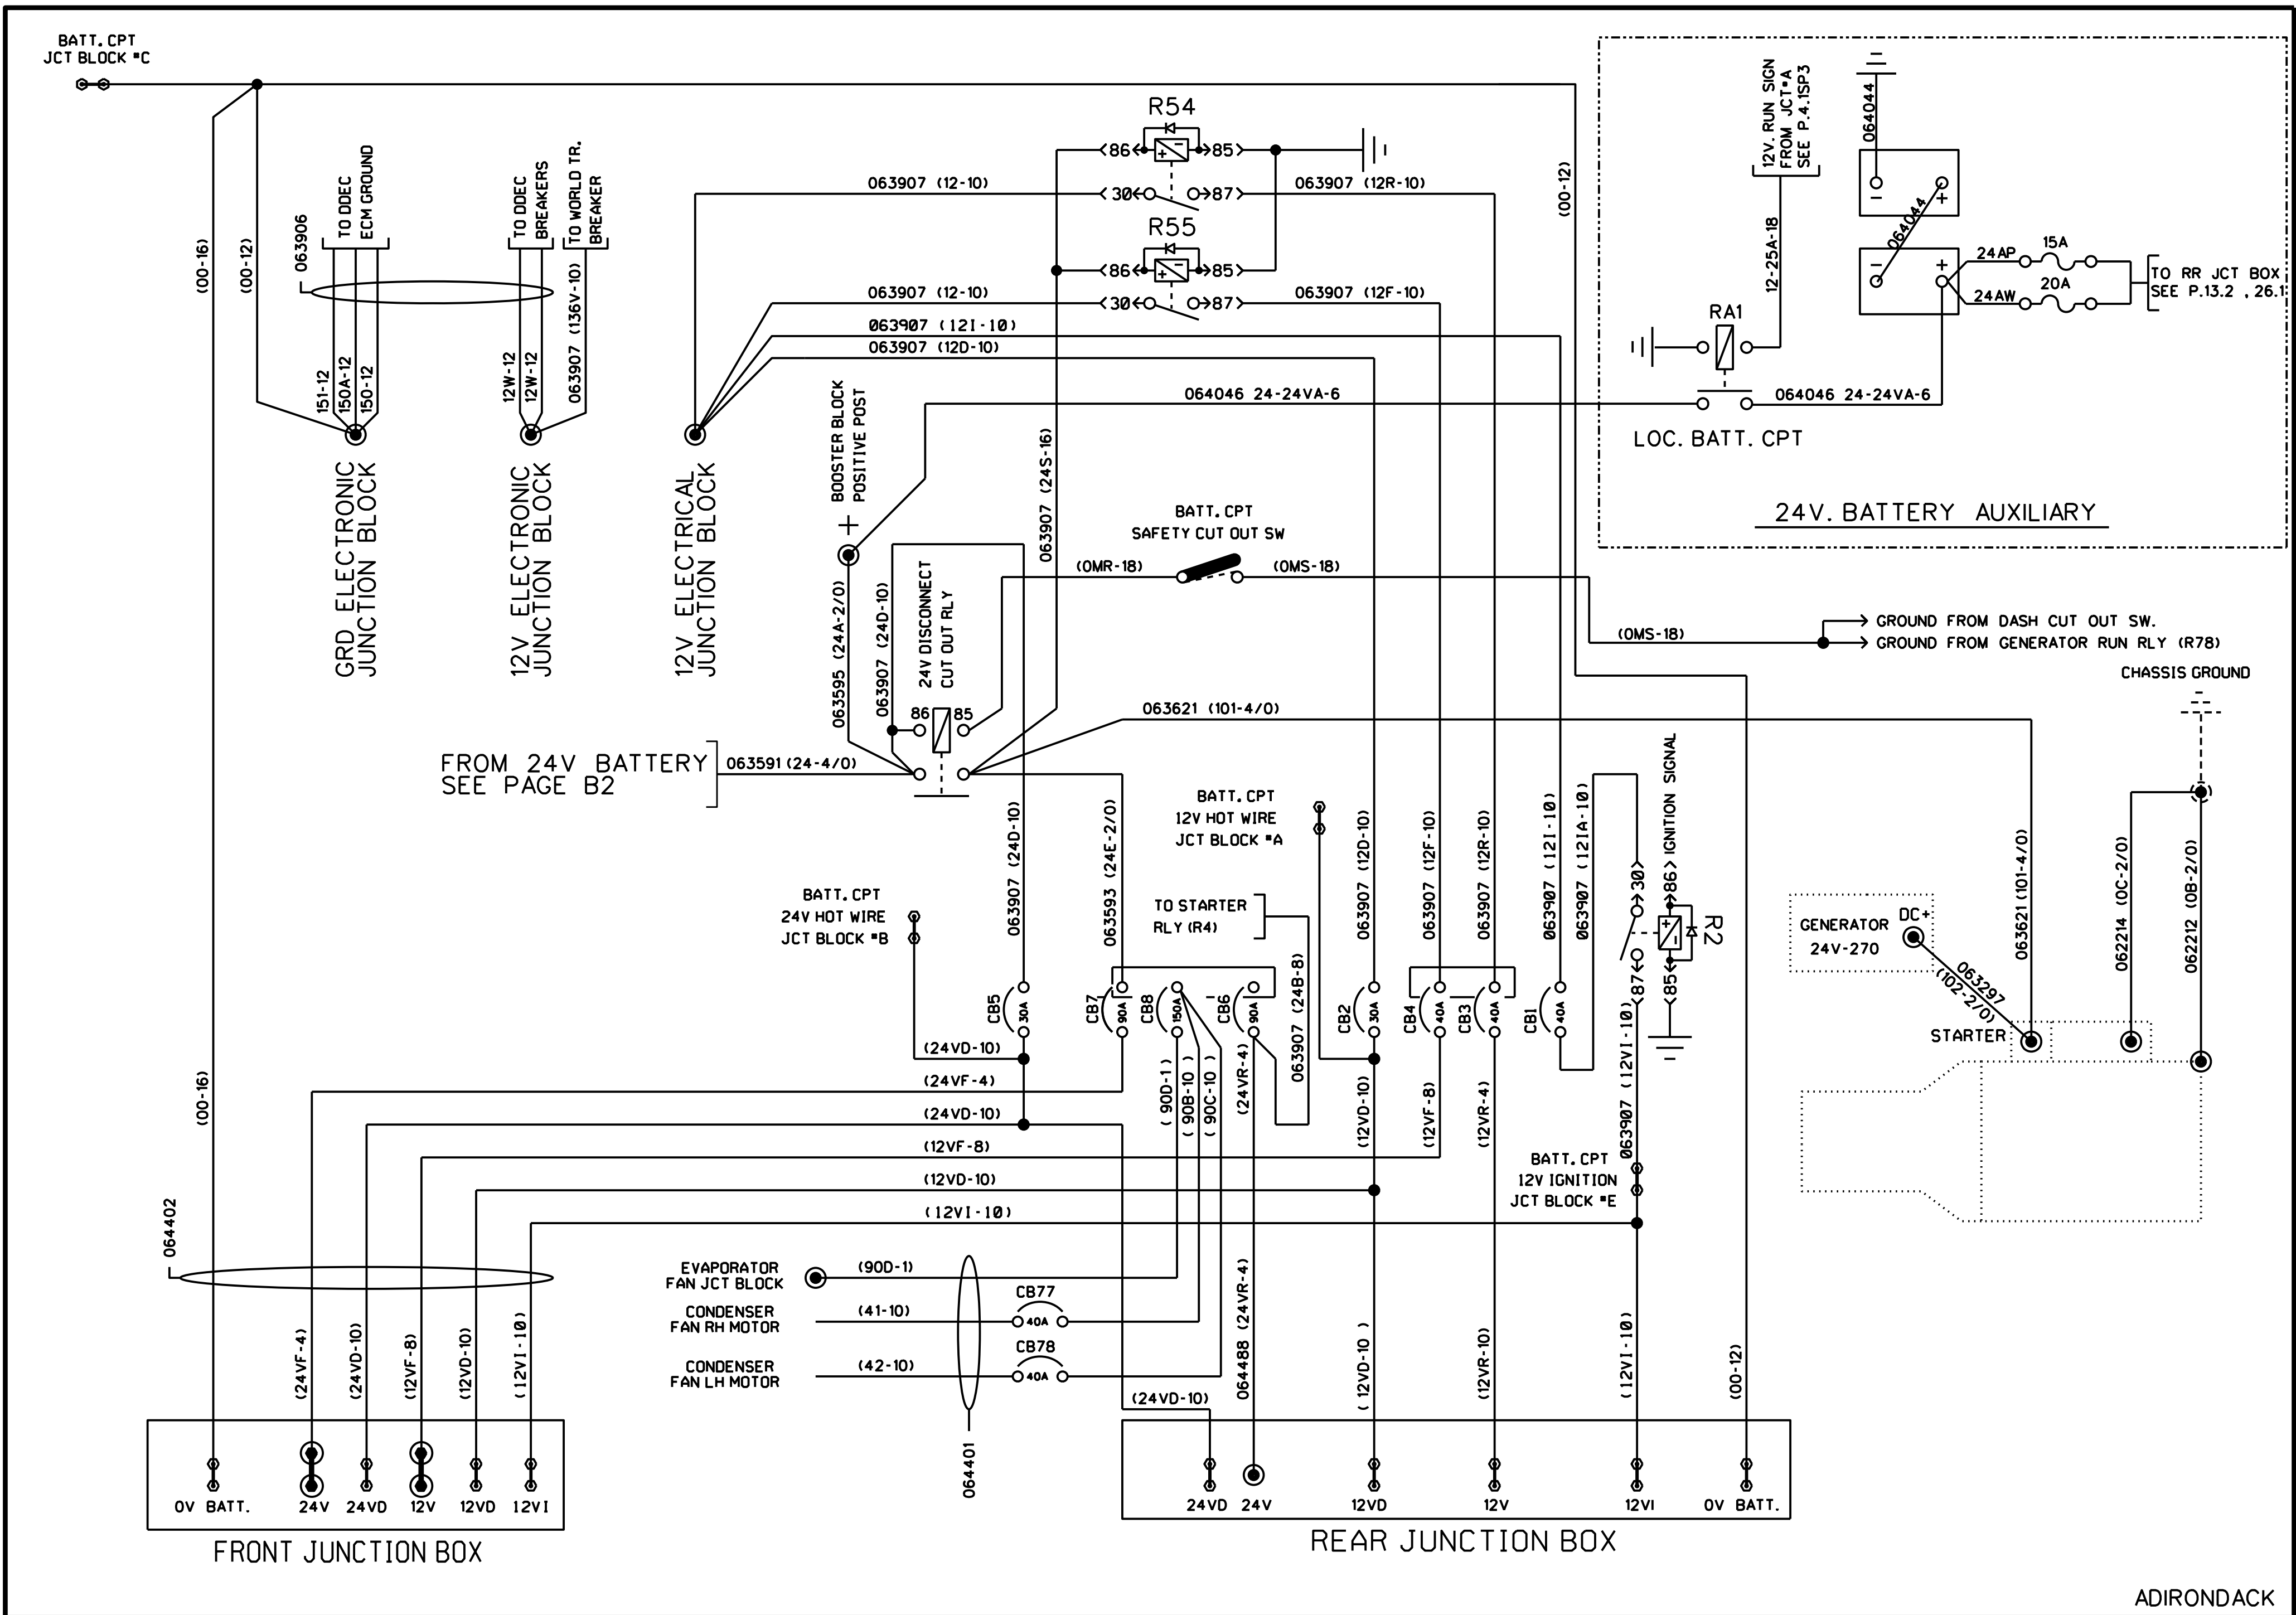 BATT. CPT
JCT BLOCK "C
(00-16)
(00-12)
063906
TO DDEC
ECM GROUND
151-12
150A-12
150-12
GRD ELECTRONIC
JUNCTION BLOCK
TO DDEC
BREAKERS
TO WORLD TR.
BREAKER
12W-12
12W-12
063907 (136V-10)
12V ELECTRONIC
JUNCTION BLOCK
12V ELECTRICAL
JUNCTION BLOCK
R54
86
+ -
85
063907 (12-10)
30
87
063907 (12R-10)
R55
86
+ -
85
063907 (12-10)
30
87
063907 (12F-10)
063907 (12I-10)
063907 (12D-10)
(00-12)
064046 24-24VA-6
12V. RUN SIGN
FROM JCT"A
SEE P.4.1SP3
12-25A-18
064044
- +
064044
- +
24AP
15A
24AW
20A
TO RR JCT BOX
SEE P.13.2 , 26.1
RA1
064046 24-24VA-6
LOC. BATT. CPT
24V. BATTERY AUXILIARY
BOOSTER BLOCK
POSITIVE POST
+
063595 (24A-2/0)
063907 (24D-10)
24V DISCONNECT
CUT OUT RLY
86
85
063907 (24S-16)
BATT. CPT
SAFETY CUT OUT SW
(0MR-18)
(0MS-18)
(0MS-18)
GROUND FROM DASH CUT OUT SW.
GROUND FROM GENERATOR RUN RLY (R78)
CHASSIS GROUND
063621 (101-4/0)
FROM 24V BATTERY
SEE PAGE B2
063591 (24-4/0)
063907 (24D-10)
063593 (24E-2/0)
BATT. CPT
12V HOT WIRE
JCT BLOCK "A
BATT. CPT
24V HOT WIRE
JCT BLOCK "B
TO STARTER
RLY (R4)
063907 (24B-8)
063907 (12D-10)
063907 (12F-10)
063907 (12R-10)
063907 (12I-10)
063907 (12IA-10)
30
87
86
IGNITION SIGNAL
85
+ -
R2
GENERATOR
24V-270
DC+
063297
(102-2/0)
STARTER
063621 (101-4/0)
062214 (0C-2/0)
062212 (0B-2/0)
CB5
30A
CB7
90A
CB8
150A
CB6
90A
CB2
30A
CB4
40A
CB3
40A
CB1
40A
(24VD-10)
(24VF-4)
(24VD-10)
(12VF-8)
(12VD-10)
(12VI-10)
(90D-1)
(90B-10)
(90C-10)
(24VR-4)
(12VD-10)
(12VF-8)
(12VR-4)
063907 (12VI-10)
BATT. CPT
12V IGNITION
JCT BLOCK "E
(00-16)
064402
EVAPORATOR
FAN JCT BLOCK
(90D-1)
CONDENSER
FAN RH MOTOR
(41-10)
CB77
40A
CONDENSER
FAN LH MOTOR
(42-10)
CB78
40A
064401
(24VF-4)
(24VD-10)
(12VF-8)
(12VD-10)
(12VI-10)
(24VD-10)
064488 (24VR-4)
(12VD-10)
(12VR-10)
(12VI-10)
(00-12)
0V BATT.
24V
24VD
12V
12VD
12VI
FRONT JUNCTION BOX
24VD
24V
12VD
12V
12VI
0V BATT.
REAR JUNCTION BOX
ADIRONDACK